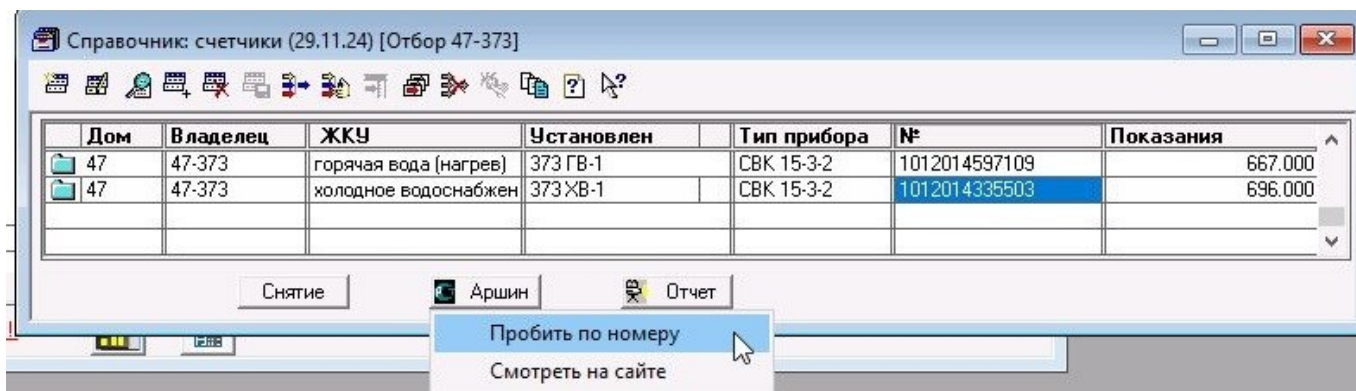 Справочник: счетчики (29.11.24) [Отбор 47-373]
Дом Владелец ЖКУ Установлен Тип прибора № Показания
47 47-373 горячая вода (нагрев) 373 ГВ-1 СВК 15-3-2 1012014597109 667.000
47 47-373 холодное водоснабжен 373 ХВ-1 СВК 15-3-2 1012014335503 696.000
Снятие Аршин Отчет
Пробить по номеру
Смотреть на сайте